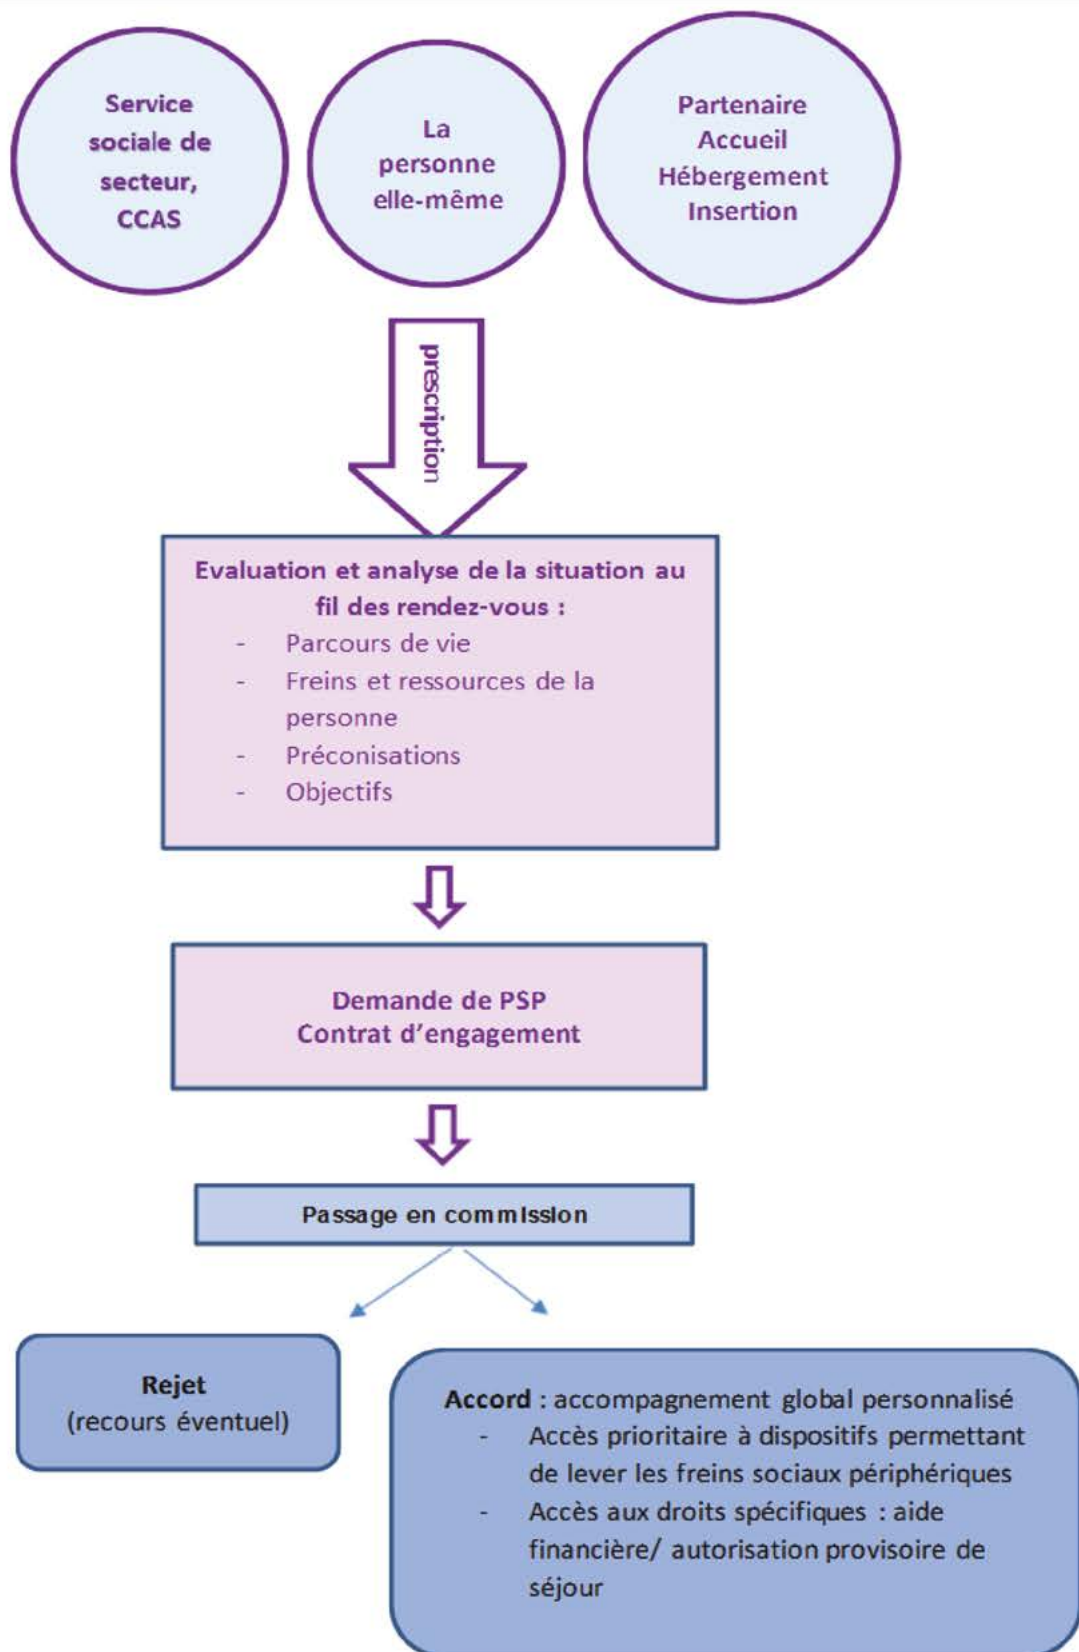 Service
sociale de
secteur,
CCAS
La
personne
elle-même
Partenaire
Accueil
Hébergement
Insertion
prescription
Evaluation et analyse de la situation au
fil des rendez-vous :
- Parcours de vie
- Freins et ressources de la
personne
- Préconisations
- Objectifs
Demande de PSP
Contrat d'engagement
Passage en commission
Rejet
(recours éventuel)
Accord : accompagnement global personnalisé
- Accès prioritaire à dispositifs permettant
de lever les freins sociaux périphériques
- Accès aux droits spécifiques : aide
financière/ autorisation provisoire de
séjour